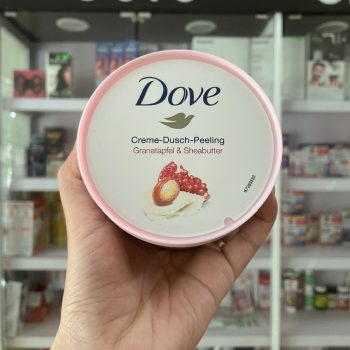 Dove
Creme-Dusch-Peeling
Granatapfel & Sheabutter